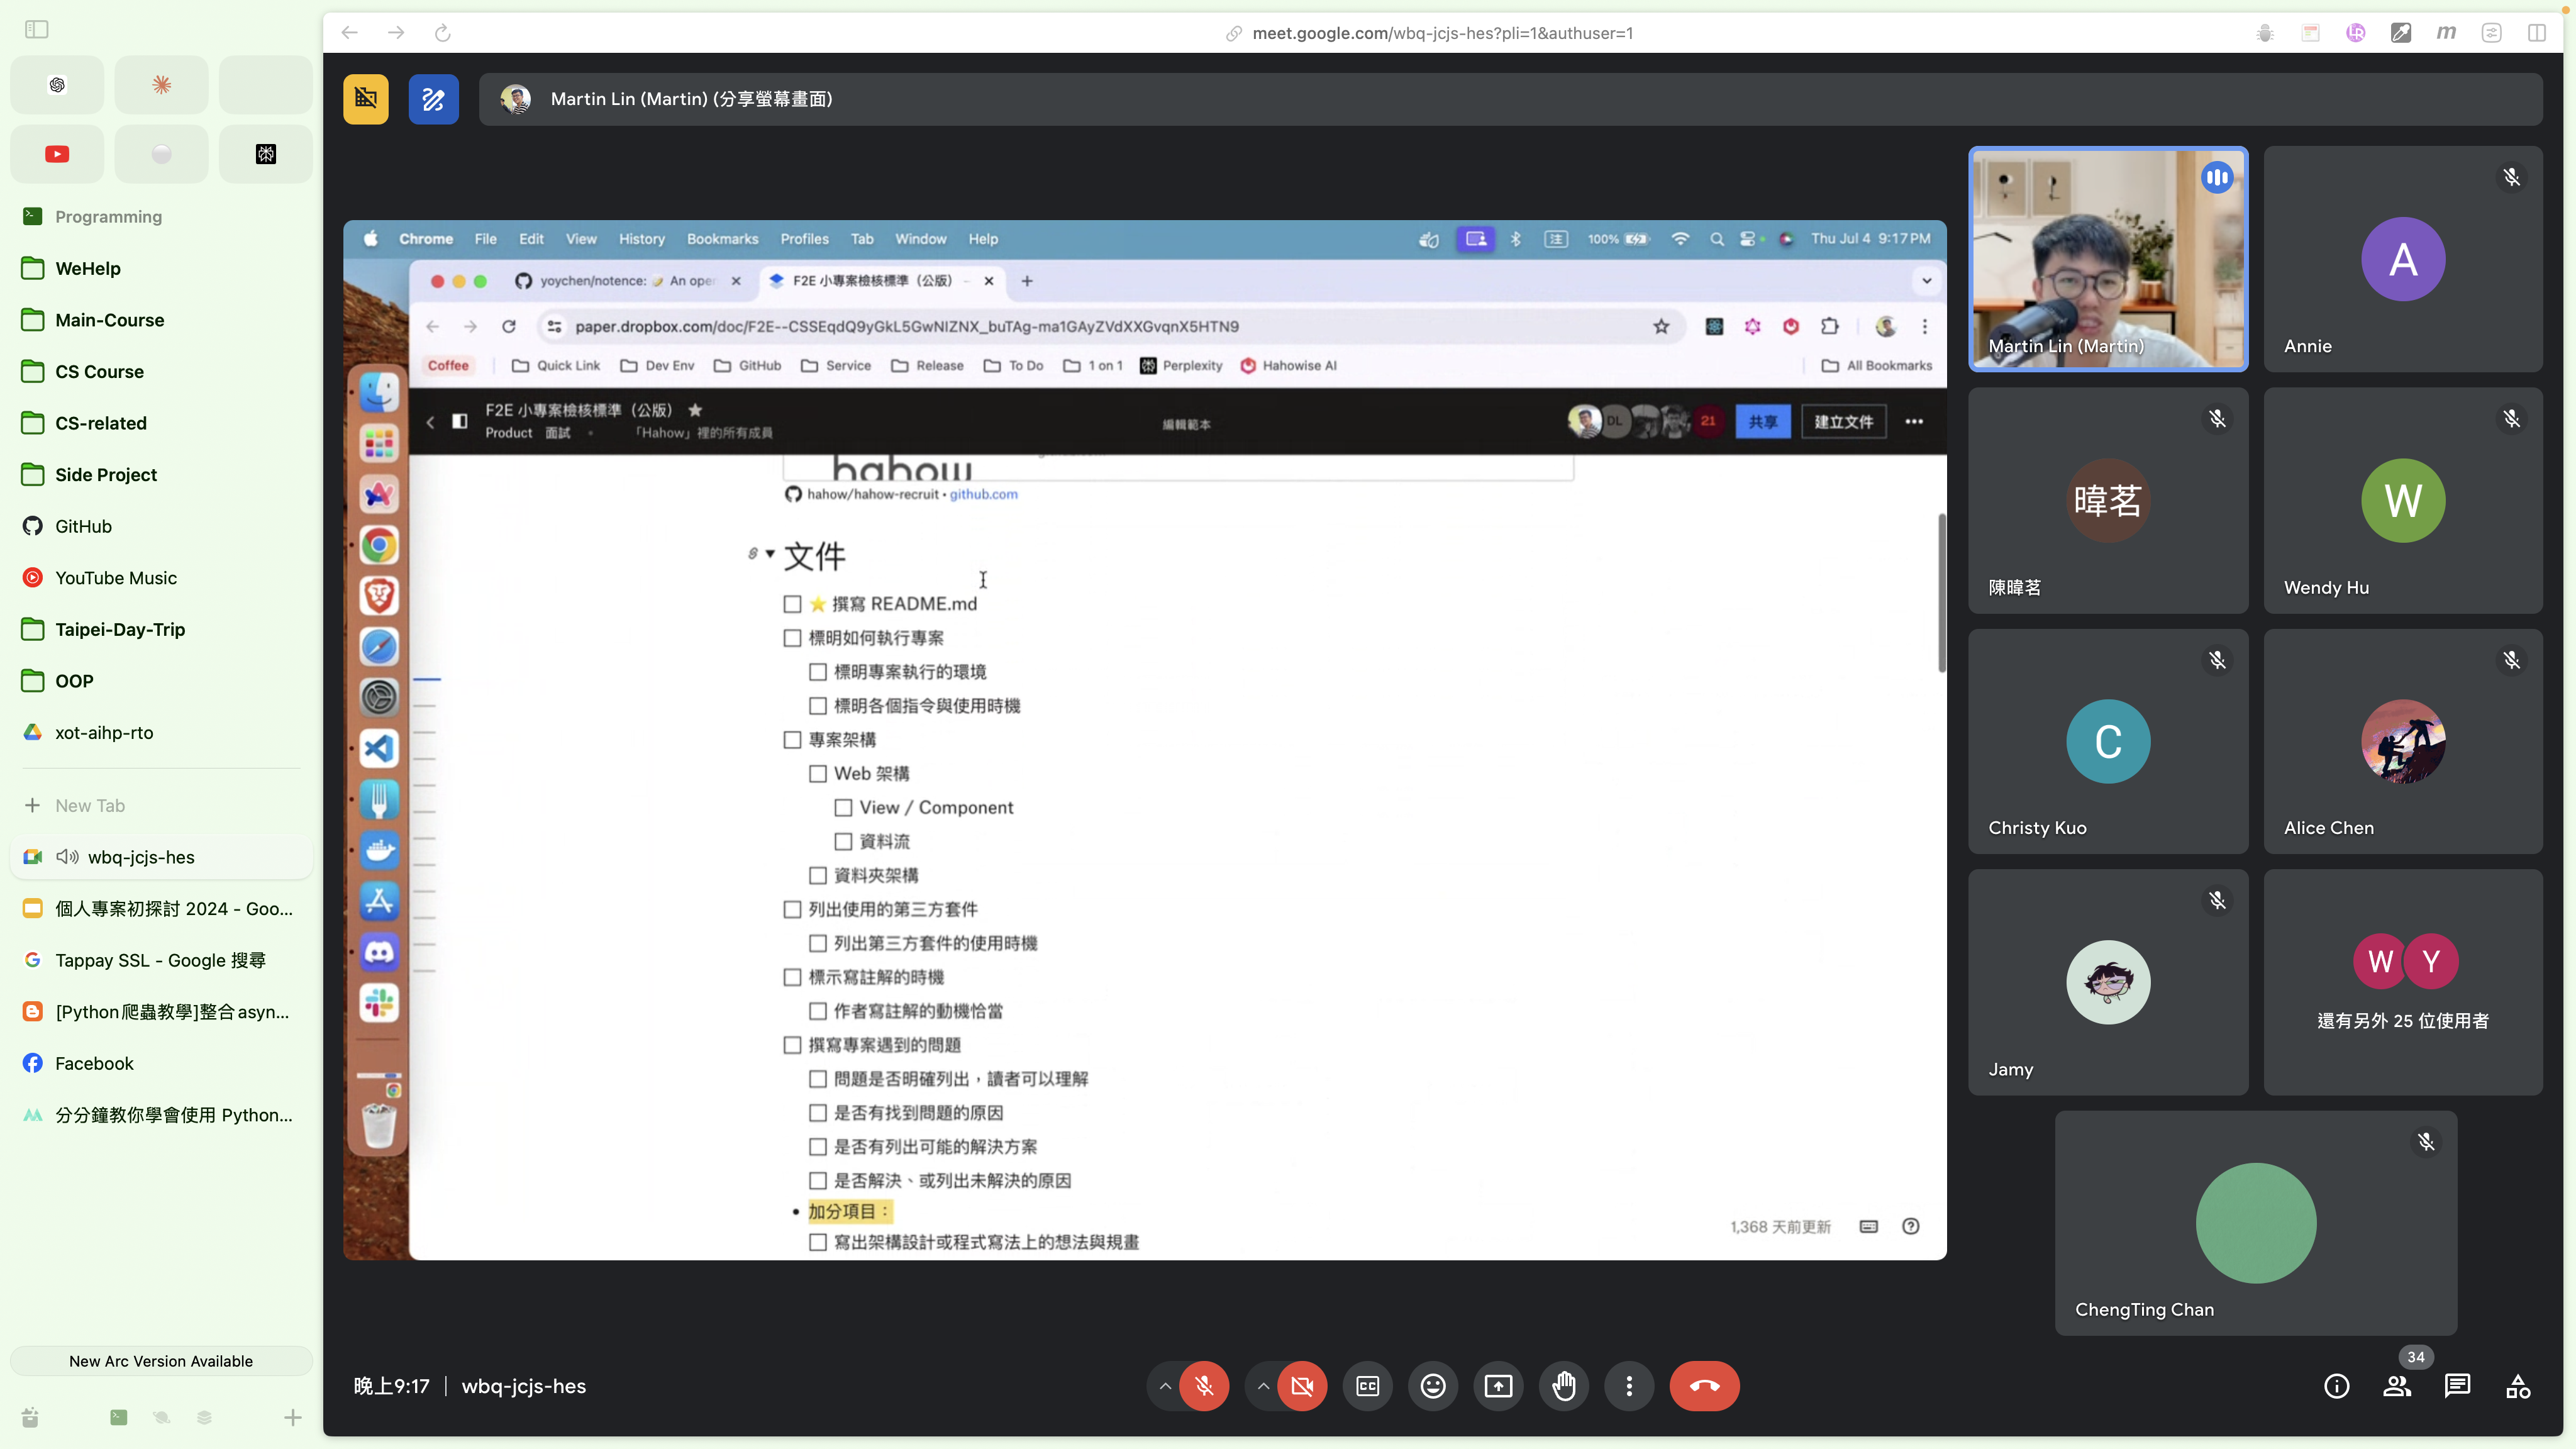 meet.google.com/wbq-jcjs-hes?pli=1&authuser=1
Programming
WeHelp
Main-Course
CS Course
CS-related
Side Project
GitHub
YouTube Music
Taipei-Day-Trip
OOP
xot-aihp-rto
New Tab
wbq-jcjs-hes
個人專案初探討 2024 - Goo...
Tappay SSL - Google 搜尋
[Python爬蟲教學]整合asyn...
Facebook
分分鐘教你學會使用 Python...
New Arc Version Available
Martin Lin (Martin) (分享螢幕畫面)
Chrome File Edit View History Bookmarks Profiles Tab Window Help
注 100% Thu Jul 4 9:17 PM
yoychen/notence: An oper
F2E 小專案檢核標準（公版）
paper.dropbox.com/doc/F2E--CSSEqdQ9yGkL5GwNIZNX_buTAg-ma1GAyZVdXXGvqnX5HTN9
Coffee Quick Link Dev Env GitHub Service Release To Do 1 on 1 Perplexity Hahowise AI All Bookmarks
F2E 小專案檢核標準（公版）
Product 面試 「Hahow」裡的所有成員
編輯範本
DL 21 共享 建立文件
hahow
hahow/hahow-recruit • github.com
文件
撰寫 README.md
標明如何執行專案
標明專案執行的環境
標明各個指令與使用時機
專案架構
Web 架構
View / Component
資料流
資料夾架構
列出使用的第三方套件
列出第三方套件的使用時機
標示寫註解的時機
作者寫註解的動機恰當
撰寫專案遇到的問題
問題是否明確列出，讀者可以理解
是否有找到問題的原因
是否有列出可能的解決方案
是否解決、或列出未解決的原因
加分項目：
寫出架構設計或程式寫法上的想法與規畫
1,368 天前更新
Martin Lin (Martin)
A
Annie
暐茗
陳暐茗
W
Wendy Hu
C
Christy Kuo
Alice Chen
Jamy
W Y
還有另外 25 位使用者
ChengTing Chan
晚上9:17 | wbq-jcjs-hes
34